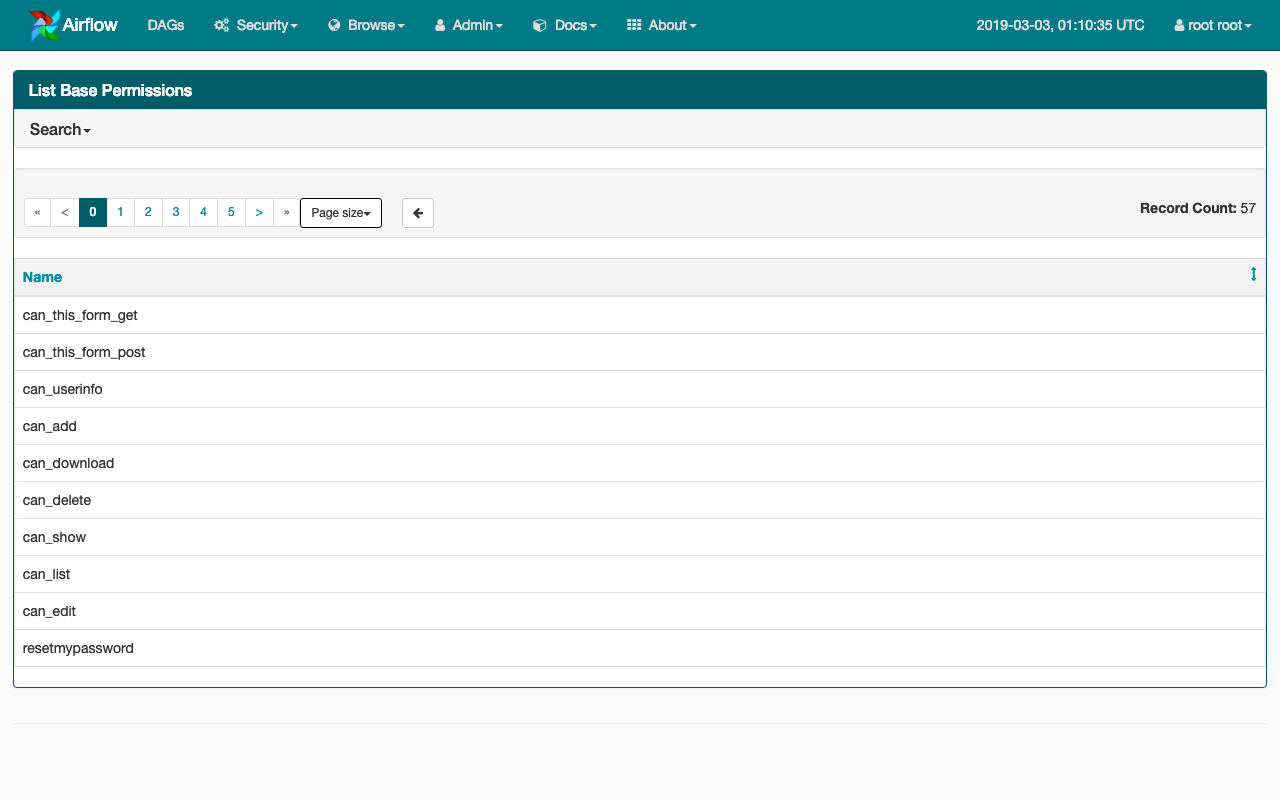 Airflow DAGs Security Browse Admin Docs About 2019-03-03, 01:10:35 UTC root root
List Base Permissions
Search
« < 0 1 2 3 4 5 > » Page size Record Count: 57
Name
can_this_form_get
can_this_form_post
can_userinfo
can_add
can_download
can_delete
can_show
can_list
can_edit
resetmypassword